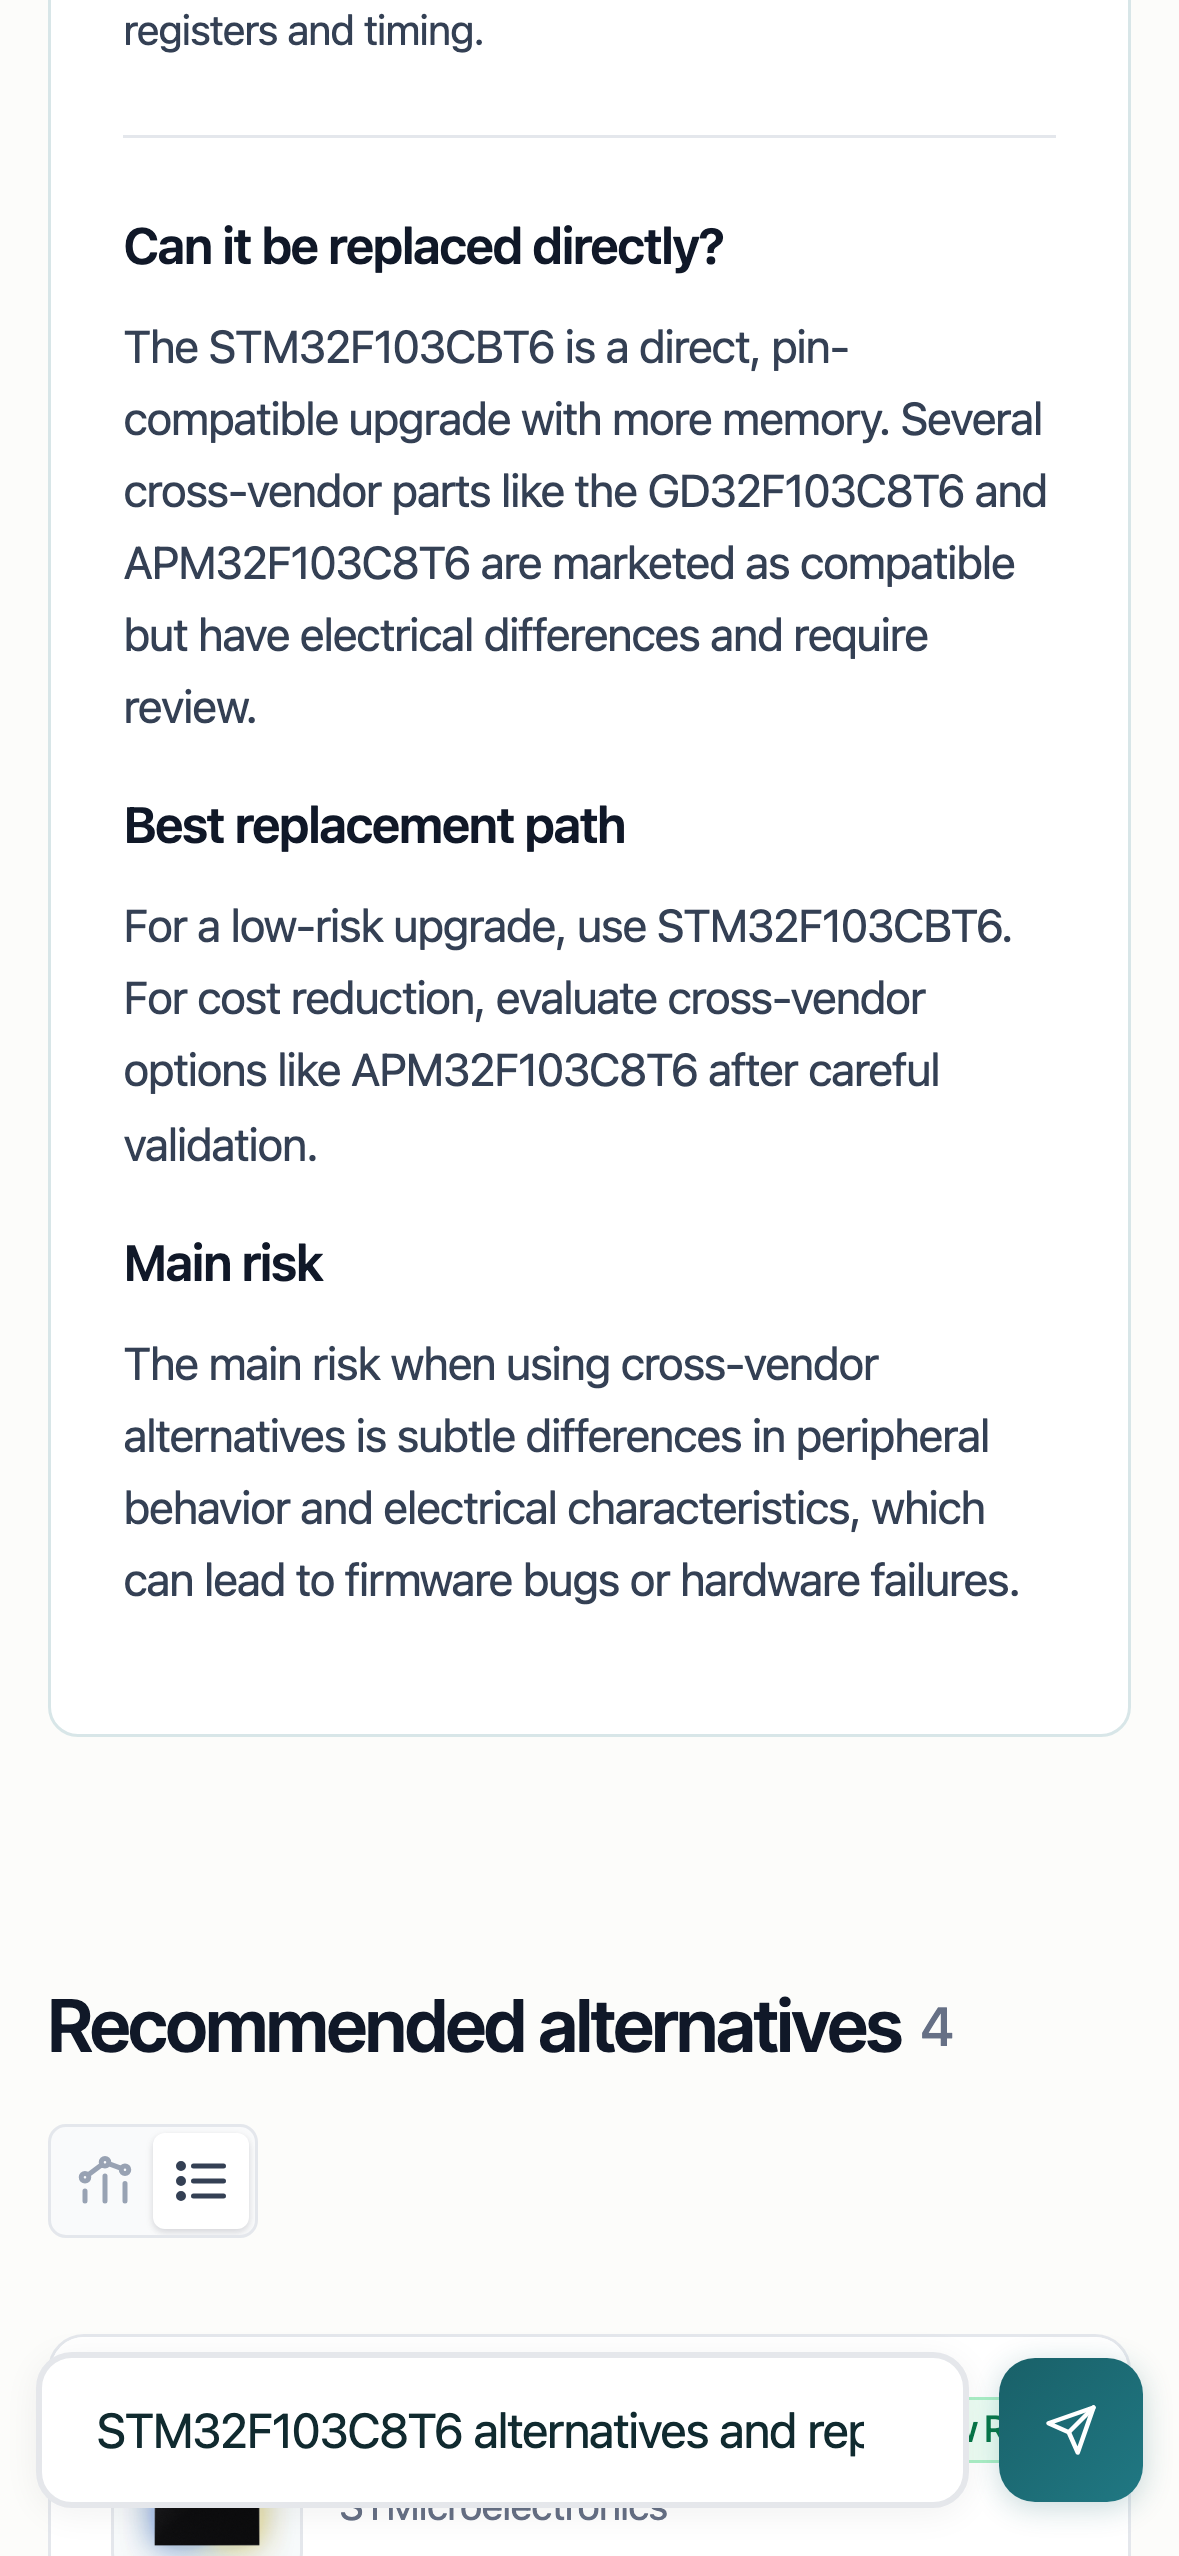 registers and timing.
Can it be replaced directly?
The STM32F103CBT6 is a direct, pin-
compatible upgrade with more memory. Several
cross-vendor parts like the GD32F103C8T6 and
APM32F103C8T6 are marketed as compatible
but have electrical differences and require
review.
Best replacement path
For a low-risk upgrade, use STM32F103CBT6.
For cost reduction, evaluate cross-vendor
options like APM32F103C8T6 after careful
validation.
Main risk
The main risk when using cross-vendor
alternatives is subtle differences in peripheral
behavior and electrical characteristics, which
can lead to firmware bugs or hardware failures.
Recommended alternatives 4
STM32F103C8T6 alternatives and rep
STMicroelectronics